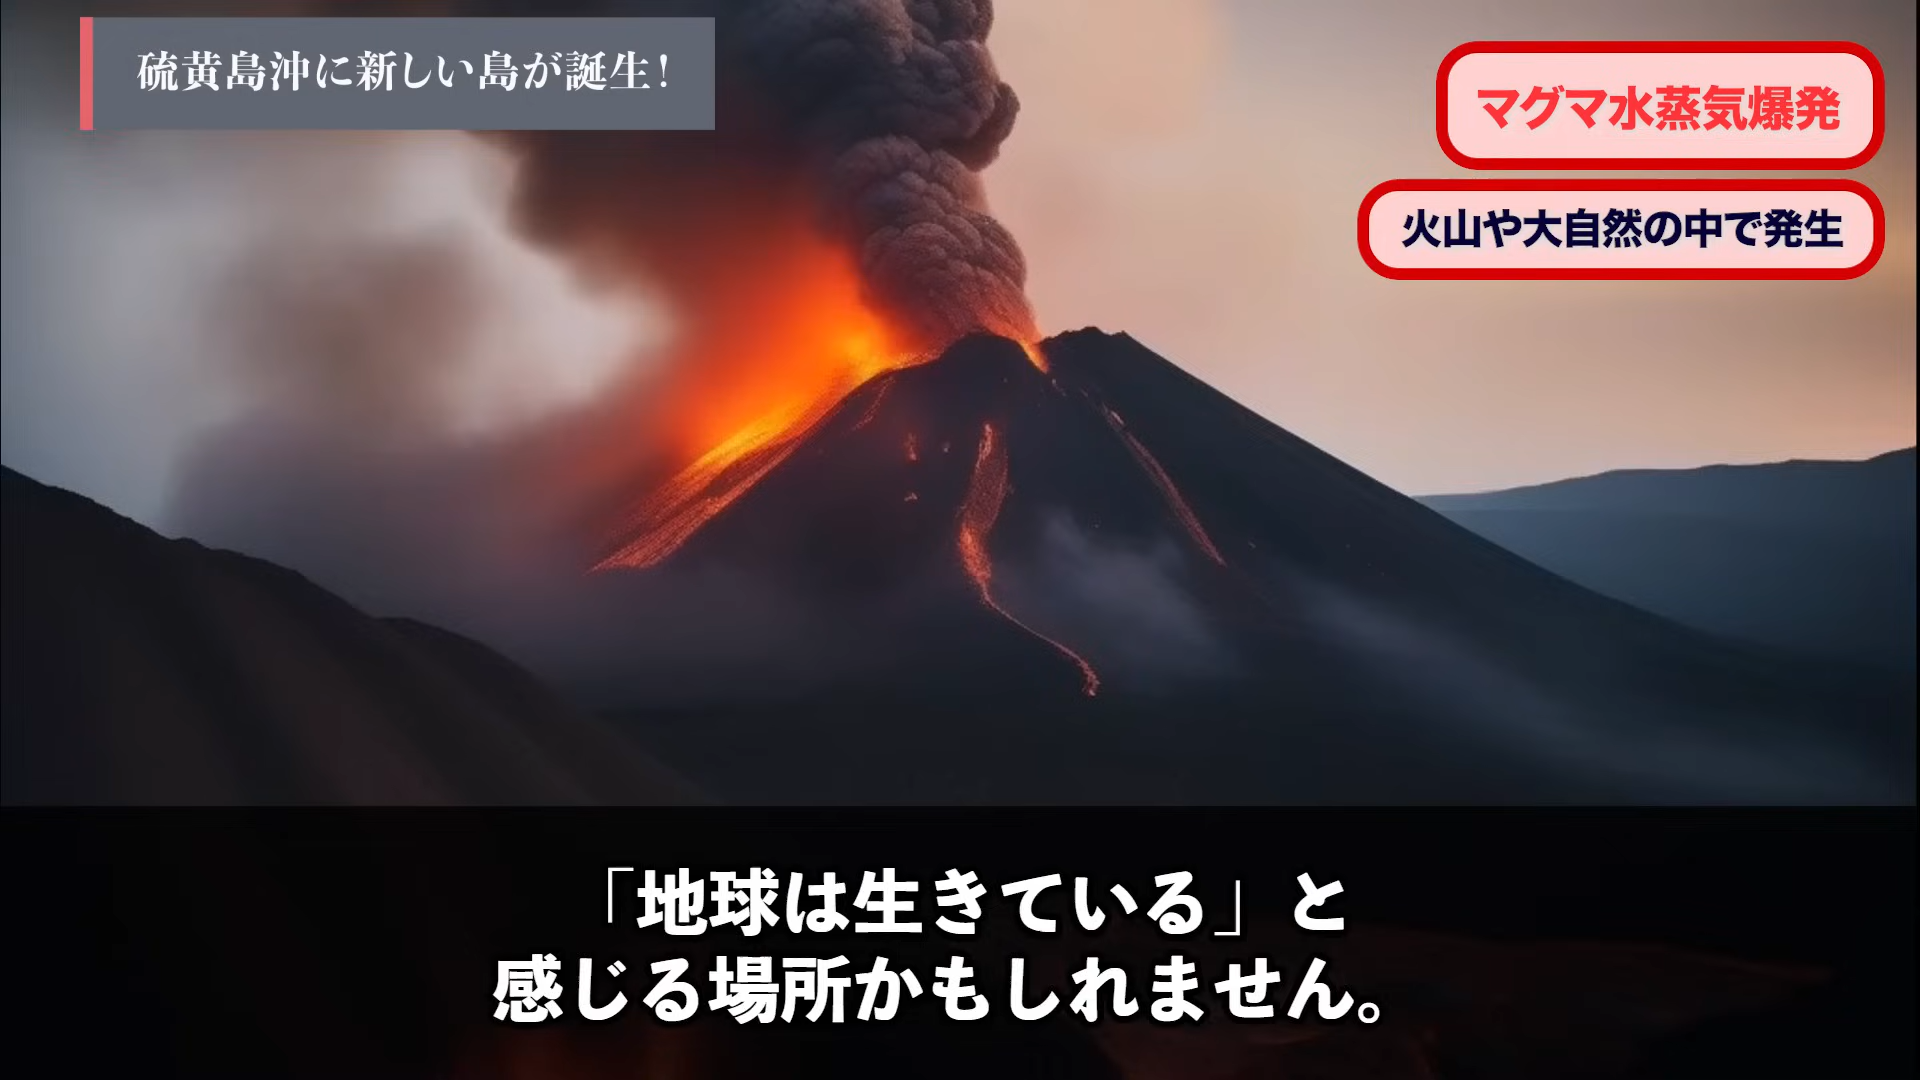 硫黄島沖に新しい島が誕生!
マグマ水蒸気爆発
火山や大自然の中で発生
「地球は生きている」と
感じる場所かもしれません。